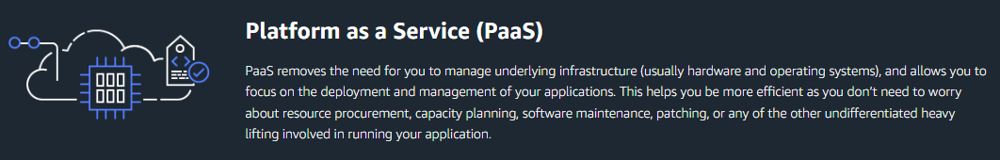 Platform as a Service (PaaS)
PaaS removes the need for you to manage underlying infrastructure (usually hardware and operating systems), and allows you to
focus on the deployment and management of your applications. This helps you be more efficient as you don’t need to worry
about resource procurement, capacity planning, software maintenance, patching, or any of the other undifferentiated heavy
lifting involved in running your application.